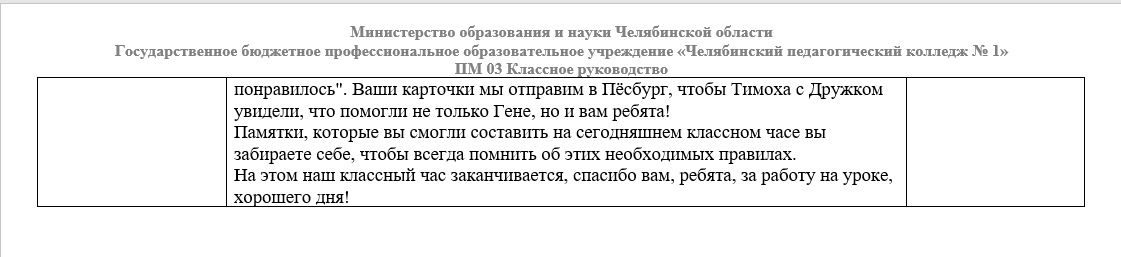 Министерство образования и науки Челябинской области
Государственное бюджетное профессиональное образовательное учреждение «Челябинский педагогический колледж № 1»
ПМ 03 Классное руководство
понравилось". Ваши карточки мы отправим в Пёсбург, чтобы Тимоха с Дружком
увидели, что помогли не только Гене, но и вам ребята!
Памятки, которые вы смогли составить на сегодняшнем классном часе вы
забираете себе, чтобы всегда помнить об этих необходимых правилах.
На этом наш классный час заканчивается, спасибо вам, ребята, за работу на уроке,
хорошего дня!